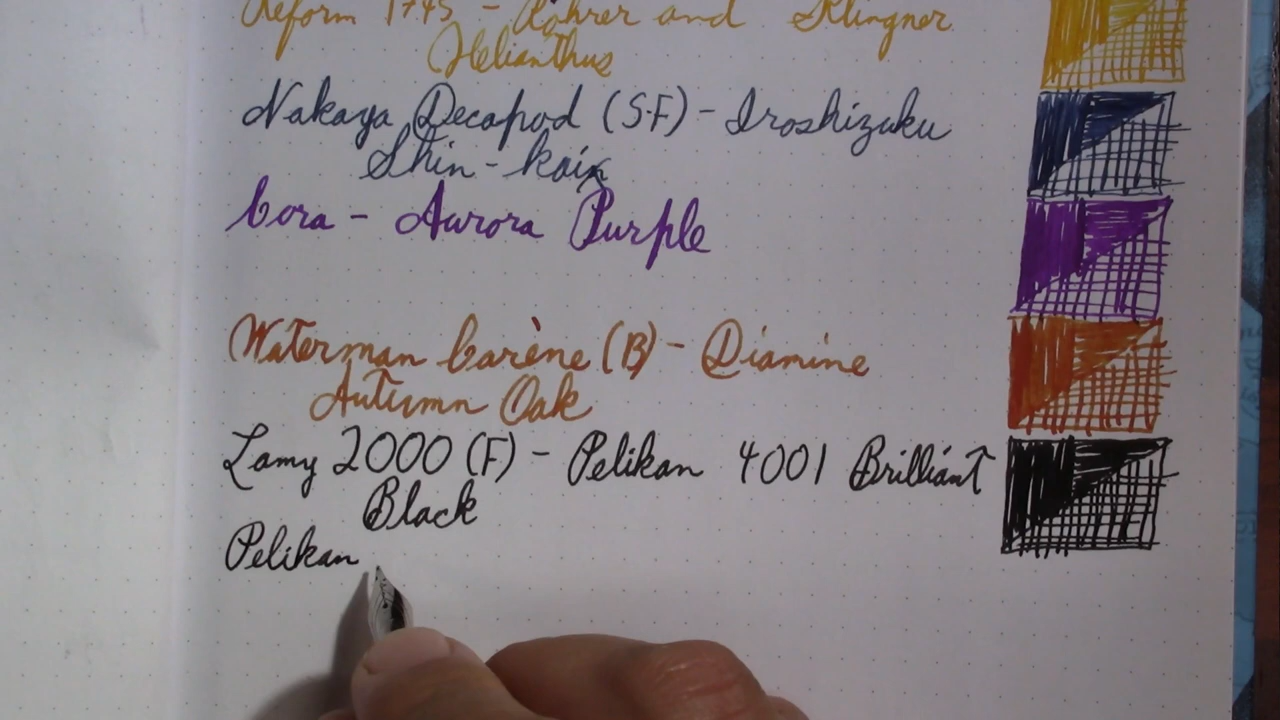 Reform 1745 - Rohrer and Klingner
Helianthus
Nakaya Decapod (S-F) - Iroshizuku
Shin-kai
Cora - Aurora Purple
Waterman Carène (B) - Diamine
Autumn Oak
Lamy 2000 (F) - Pelikan 4001 Brilliant
Black
Pelikan